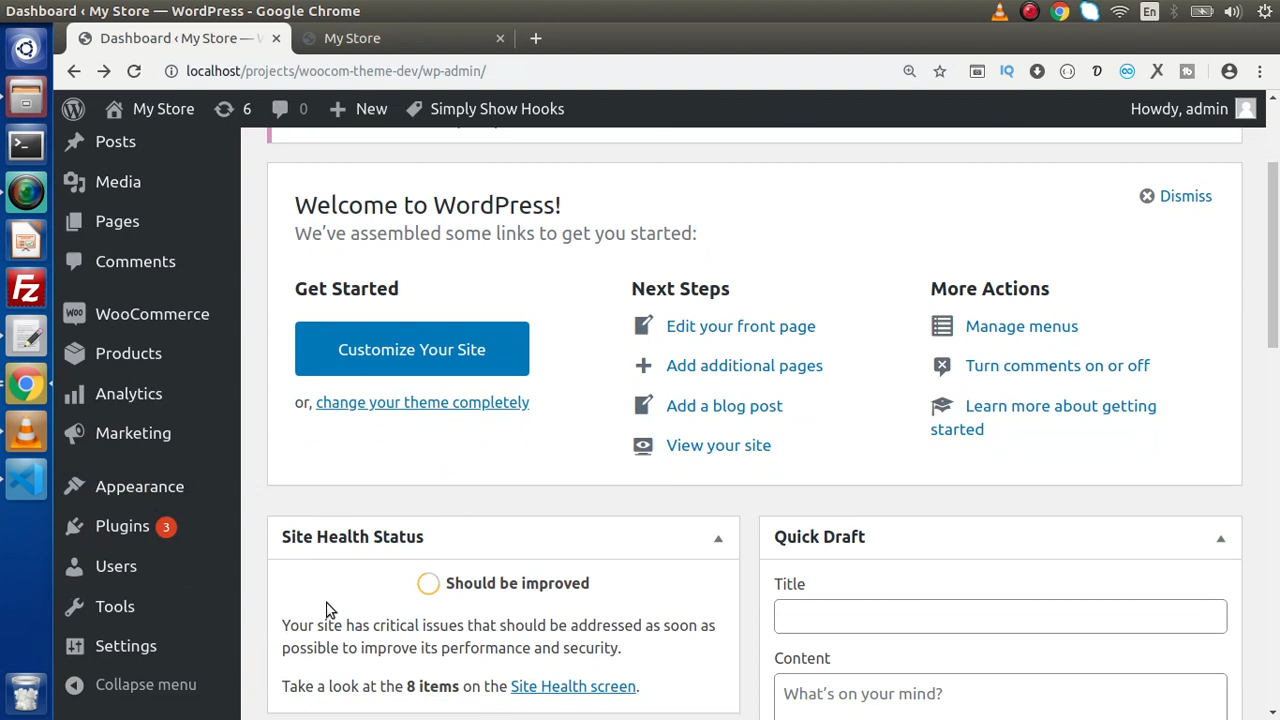 Dashboard ‹ My Store — WordPress - Google Chrome
En
Dashboard ‹ My Store — 
My Store
localhost/projects/woocom-theme-dev/wp-admin/
IQ
My Store
6
0
New
Simply Show Hooks
Howdy, admin
Posts
Media
Pages
Comments
WooCommerce
Products
Analytics
Marketing
Appearance
Plugins 3
Users
Tools
Settings
Collapse menu
Welcome to WordPress!
We've assembled some links to get you started:
Dismiss
Get Started
Customize Your Site
or, change your theme completely
Next Steps
Edit your front page
Add additional pages
Add a blog post
View your site
More Actions
Manage menus
Turn comments on or off
Learn more about getting
started
Site Health Status
Should be improved
Your site has critical issues that should be addressed as soon as
possible to improve its performance and security.
Take a look at the 8 items on the Site Health screen.
Quick Draft
Title
Content
What's on your mind?